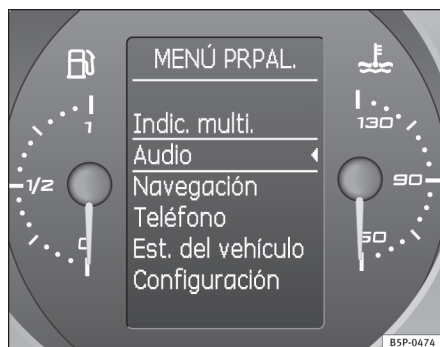 MENÚ PRPAL.
Indic. multi.
Audio
Navegación
Teléfono
Est. del vehículo
Configuración
1
1/2
0
130
90
50
B5P-0474